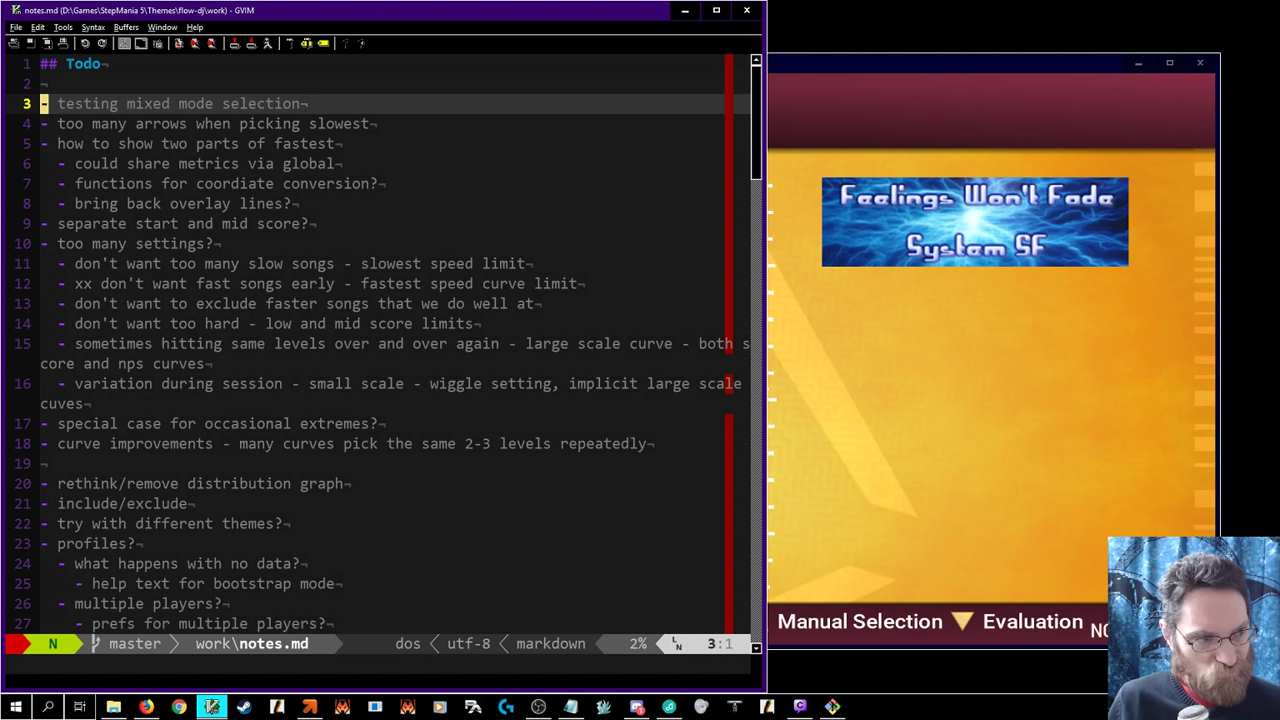 notes.md (D:\Games\StepMania 5\Themes\flow-dj\work) - GVIM
File Edit Tools Syntax Buffers Window Help
1 ## Todo¬
2 ¬
3 - testing mixed mode selection¬
4 - too many arrows when picking slowest¬
5 - how to show two parts of fastest¬
6 - could share metrics via global¬
7 - functions for coordiate conversion?¬
8 - bring back overlay lines?¬
9 - separate start and mid score?¬
10 - too many settings?¬
11 - don't want too many slow songs - slowest speed limit¬
12 - xx don't want fast songs early - fastest speed curve limit¬
13 - don't want to exclude faster songs that we do well at¬
14 - don't want too hard - low and mid score limits¬
15 - sometimes hitting same levels over and over again - large scale curve - both s
core and nps curves¬
16 - variation during session - small scale - wiggle setting, implicit large scale
cuves¬
17 - special case for occasional extremes?¬
18 - curve improvements - many curves pick the same 2-3 levels repeatedly¬
19 ¬
20 - rethink/remove distribution graph¬
21 - include/exclude¬
22 - try with different themes?¬
23 - profiles?¬
24 - what happens with no data?¬
25 - help text for bootstrap mode¬
26 - multiple players?¬
27 - prefs for multiple players?¬
N master work\notes.md dos utf-8 markdown 2% LN 3:1
Feelings Won't Fade
System SF
Manual Selection Evaluation